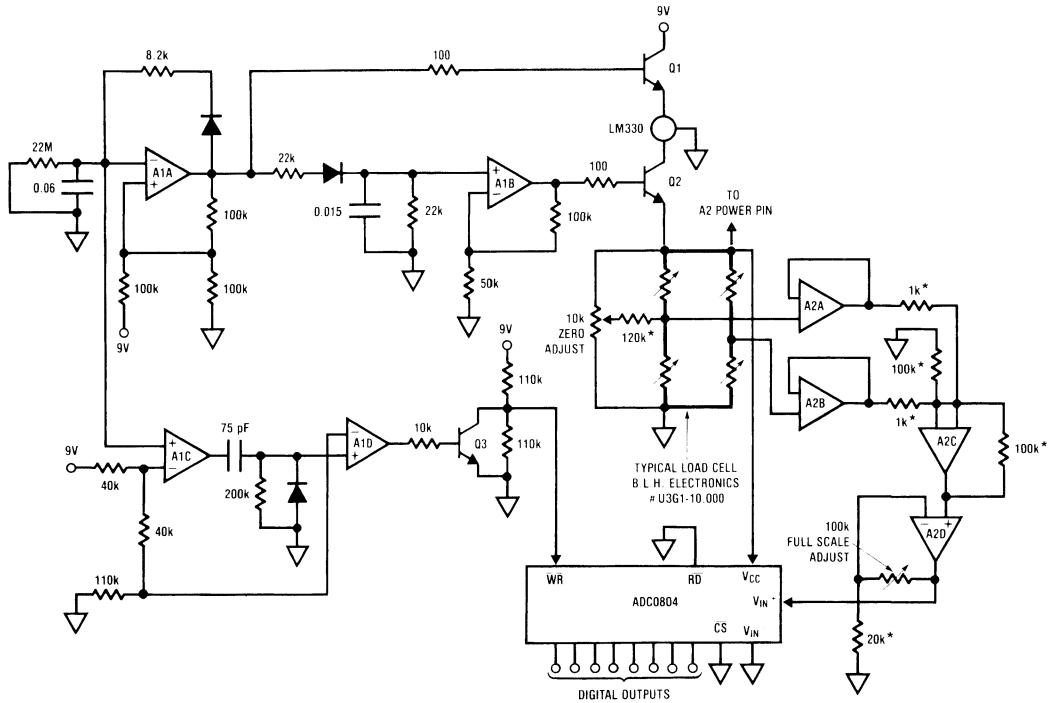 9V
8.2k
100
Q1
LM330
22M
0.06
− A1A +
22k
0.015
22k
+ A1B −
100
Q2
TO
A2 POWER PIN
100k
100k
50k
100k
100k
9V
10k
ZERO
ADJUST
120k*
A2A
1k*
100k*
A2B
1k*
A2C
100k*
9V
110k
110k
75 pF
+ A1C −
− A1D +
10k
Q3
9V
40k
200k
40k
110k
TYPICAL LOAD CELL
B L H. ELECTRONICS
# U3G1-10.000
100k
FULL SCALE
ADJUST
− A2D +
20k*
WR
RD
VCC
ADC0804
VIN+
CS
VIN
DIGITAL OUTPUTS